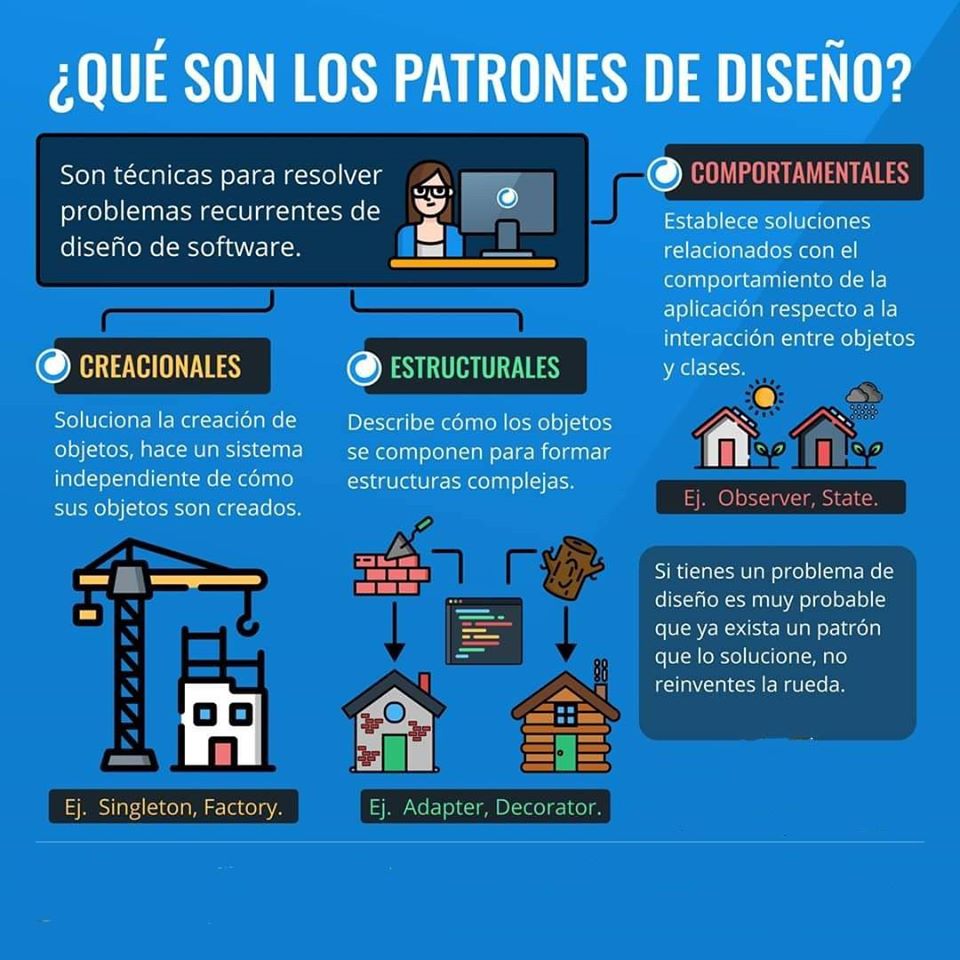 ¿QUÉ SON LOS PATRONES DE DISEÑO?
Son técnicas para resolver
problemas recurrentes de
diseño de software.
CREACIONALES
Soluciona la creación de
objetos, hace un sistema
independiente de cómo
sus objetos son creados.
Ej. Singleton, Factory.
ESTRUCTURALES
Describe cómo los objetos
se componen para formar
estructuras complejas.
Ej. Adapter, Decorator.
COMPORTAMENTALES
Establece soluciones
relacionados con el
comportamiento de la
aplicación respecto a la
interacción entre objetos
y clases.
Ej. Observer, State.
Si tienes un problema de
diseño es muy probable
que ya exista un patrón
que lo solucione, no
reinventes la rueda.